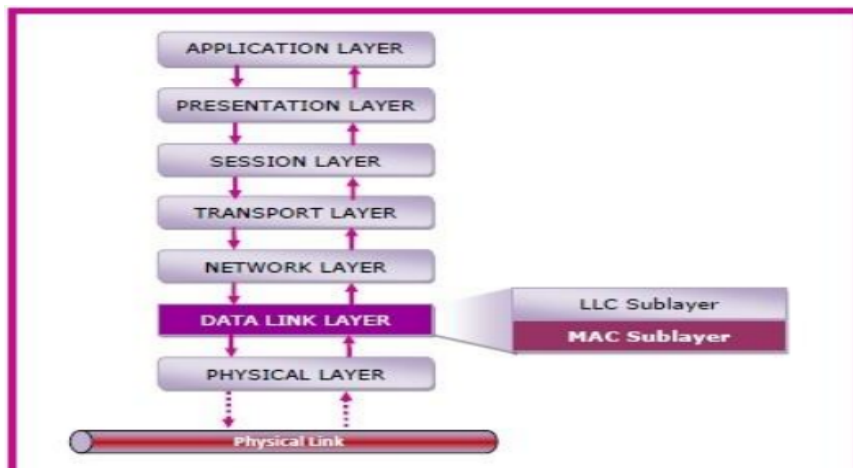 APPLICATION LAYER
PRESENTATION LAYER
SESSION LAYER
TRANSPORT LAYER
NETWORK LAYER
DATA LINK LAYER
LLC Sublayer
MAC Sublayer
PHYSICAL LAYER
Physical Link